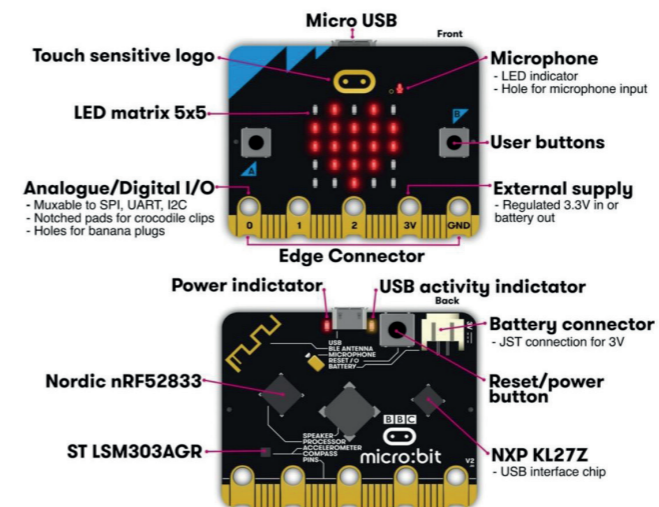 Micro USB
Front
Touch sensitive logo
Microphone
- LED indicator
- Hole for microphone input
LED matrix 5x5
B
User buttons
A
Analogue/Digital I/O
- Muxable to SPI, UART, I2C
- Notched pads for crocodile clips
- Holes for banana plugs
External supply
- Regulated 3.3V in or
battery out
0 1 2 3V GND
Edge Connector
Power indictator
USB activity indictator
Back
3V
Battery connector
- JST connection for 3V
USB
BLE ANTENNA
MICROPHONE
RESET /
BATTERY
Nordic nRF52833
Reset/power
button
BBC
micro:bit
SPEAKER
PROCESSOR
ACCELEROMETER
COMPASS
PINS
ST LSM303AGR
NXP KL27Z
- USB interface chip
V2